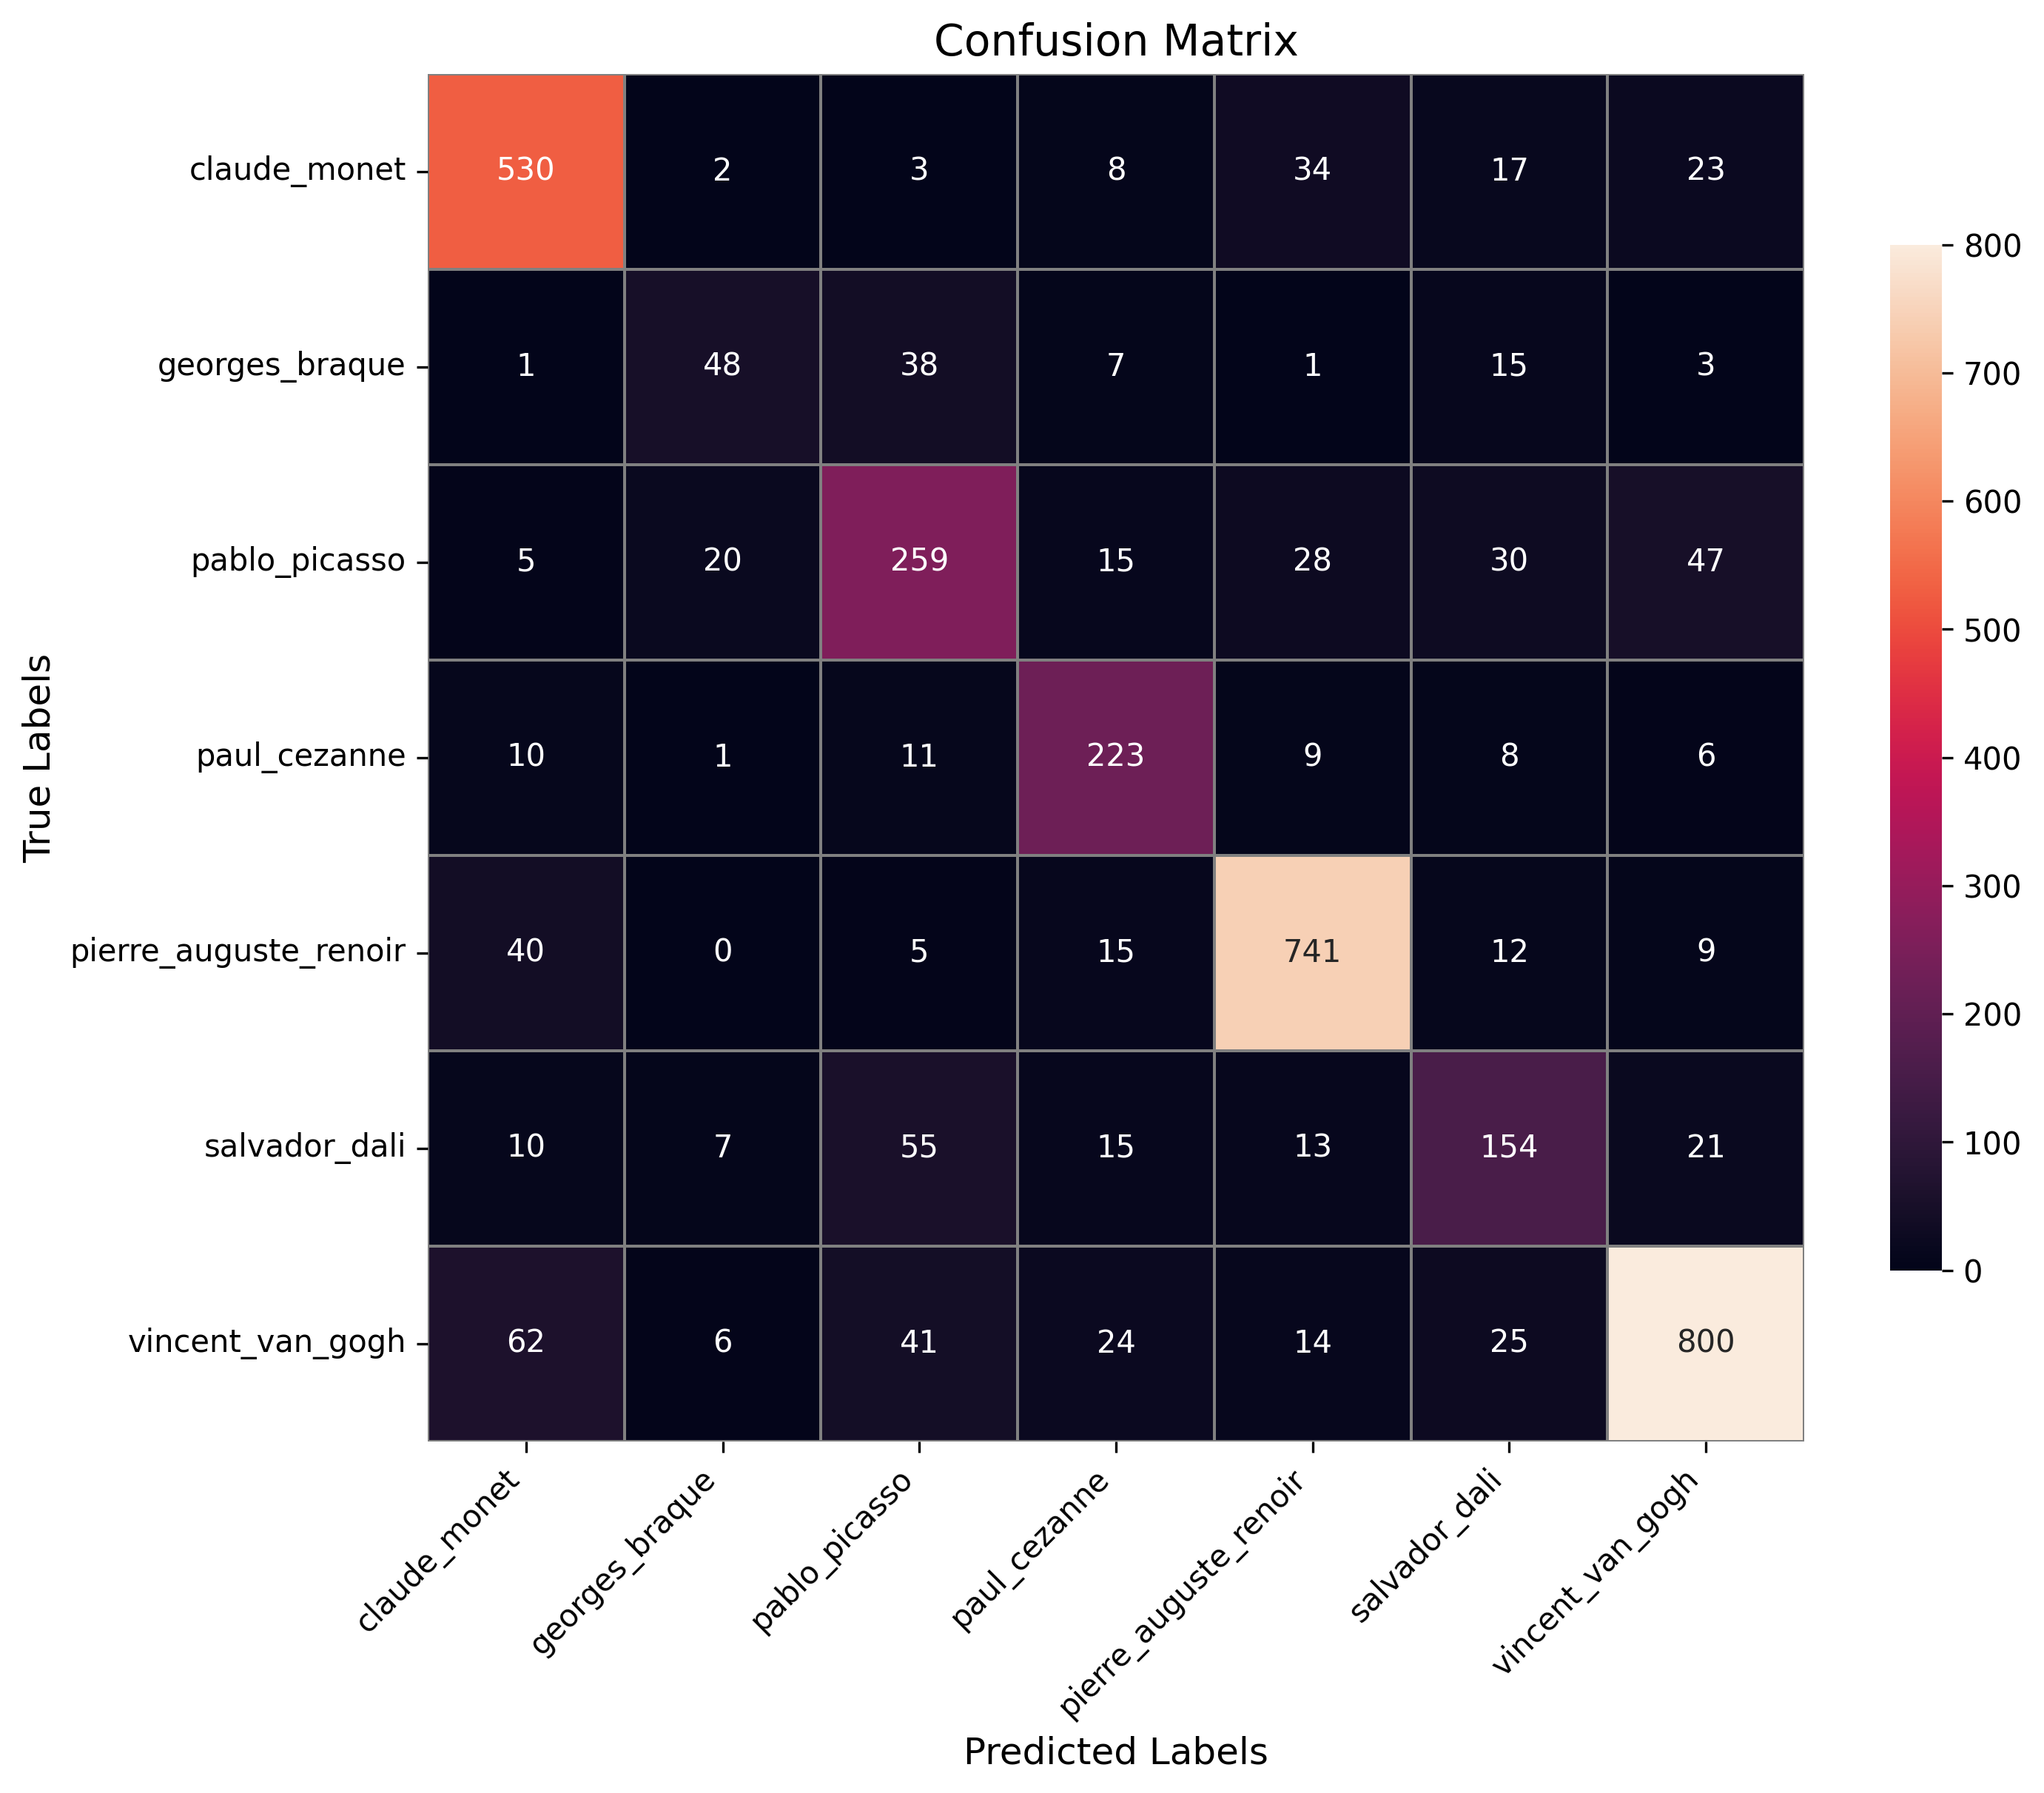 Confusion Matrix
True Labels
claude_monet 530 2 3 8 34 17 23
georges_braque 1 48 38 7 1 15 3
pablo_picasso 5 20 259 15 28 30 47
paul_cezanne 10 1 11 223 9 8 6
pierre_auguste_renoir 40 0 5 15 741 12 9
salvador_dali 10 7 55 15 13 154 21
vincent_van_gogh 62 6 41 24 14 25 800
claude_monet
georges_braque
pablo_picasso
paul_cezanne
pierre_auguste_renoir
salvador_dali
vincent_van_gogh
Predicted Labels
800
700
600
500
400
300
200
100
0